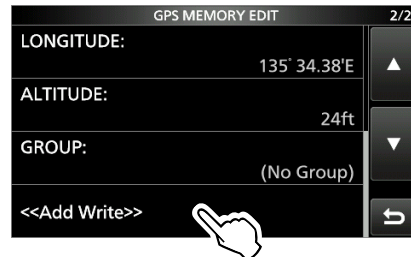 GPS MEMORY EDIT 2/2
LONGITUDE:
135°34.38'E
ALTITUDE:
24ft
GROUP:
(No Group)
<<Add Write>>